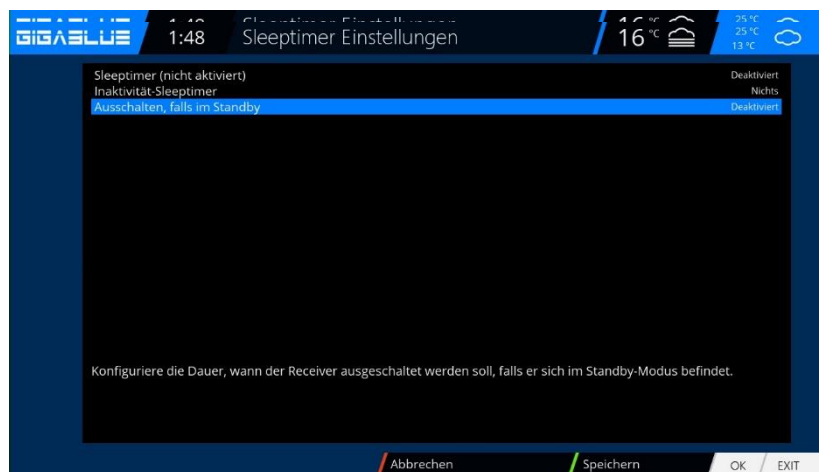 GIGABLUE
1:48
Sleeptimer Einstellungen
16 °C
25 °C
25 °C
13 °C
Sleeptimer (nicht aktiviert) Deaktiviert
Inaktivität-Sleeptimer Nichts
Ausschalten, falls im Standby Deaktiviert
Konfiguriere die Dauer, wann der Receiver ausgeschaltet werden soll, falls er sich im Standby-Modus befindet.
Abbrechen
Speichern
OK
EXIT